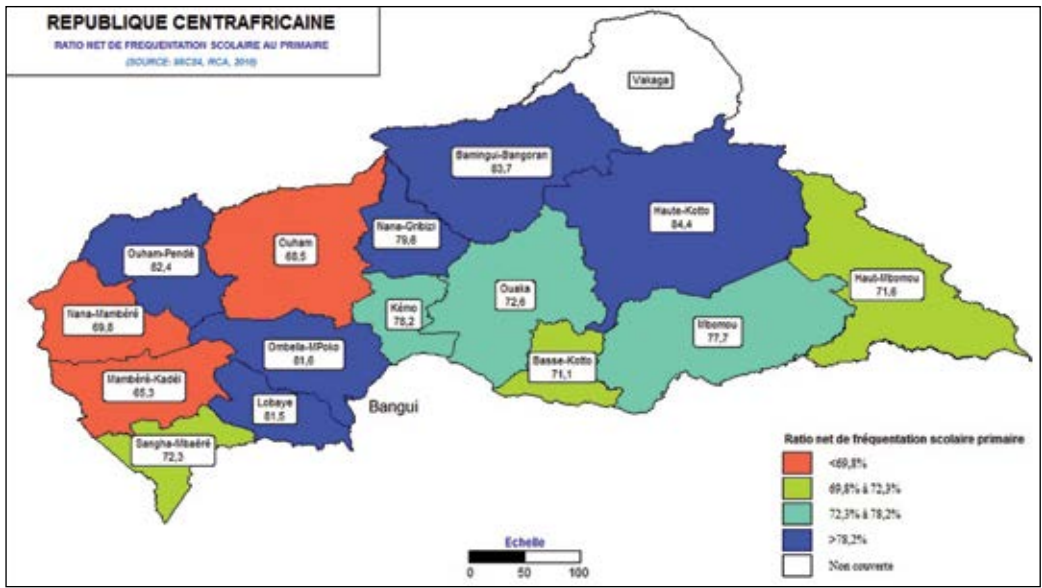 REPUBLIQUE CENTRAFRICAINE
RATIO NET DE FREQUENTATION SCOLAIRE AU PRIMAIRE
(SOURCE: MICS4, RCA, 2010)
Vakaga
Bamingui-Bangoran
83,7
Haute-Kotto
84,4
Nana-Gribizi
79,6
Ouham
68,5
Ouham-Pendé
82,4
Haut-Mbomou
71,6
Ouaka
72,6
Kémo
78,2
Nana-Mambéré
69,8
Mbomou
77,7
Ombella-MPoko
81,6
Basse-Kotto
71,1
Mambéré-Kadéi
65,3
Lobaye
81,5
Bangui
Sangha-Mbaéré
72,3
Ratio net de fréquentation scolaire primaire
<69,8%
69,8% à 72,3%
72,3% à 78,2%
>78,2%
Non couverte
Echelle
0 50 100